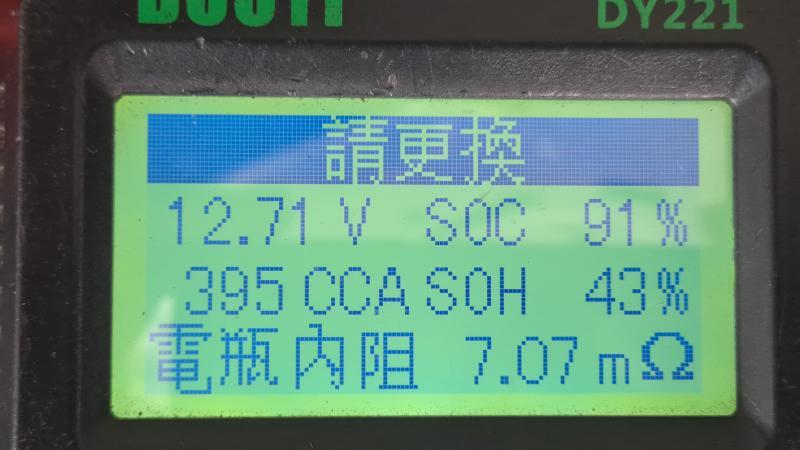 DY221
請更換
12.71 V SOC 91%
395 CCA SOH 43%
電瓶內阻 7.07 mΩ